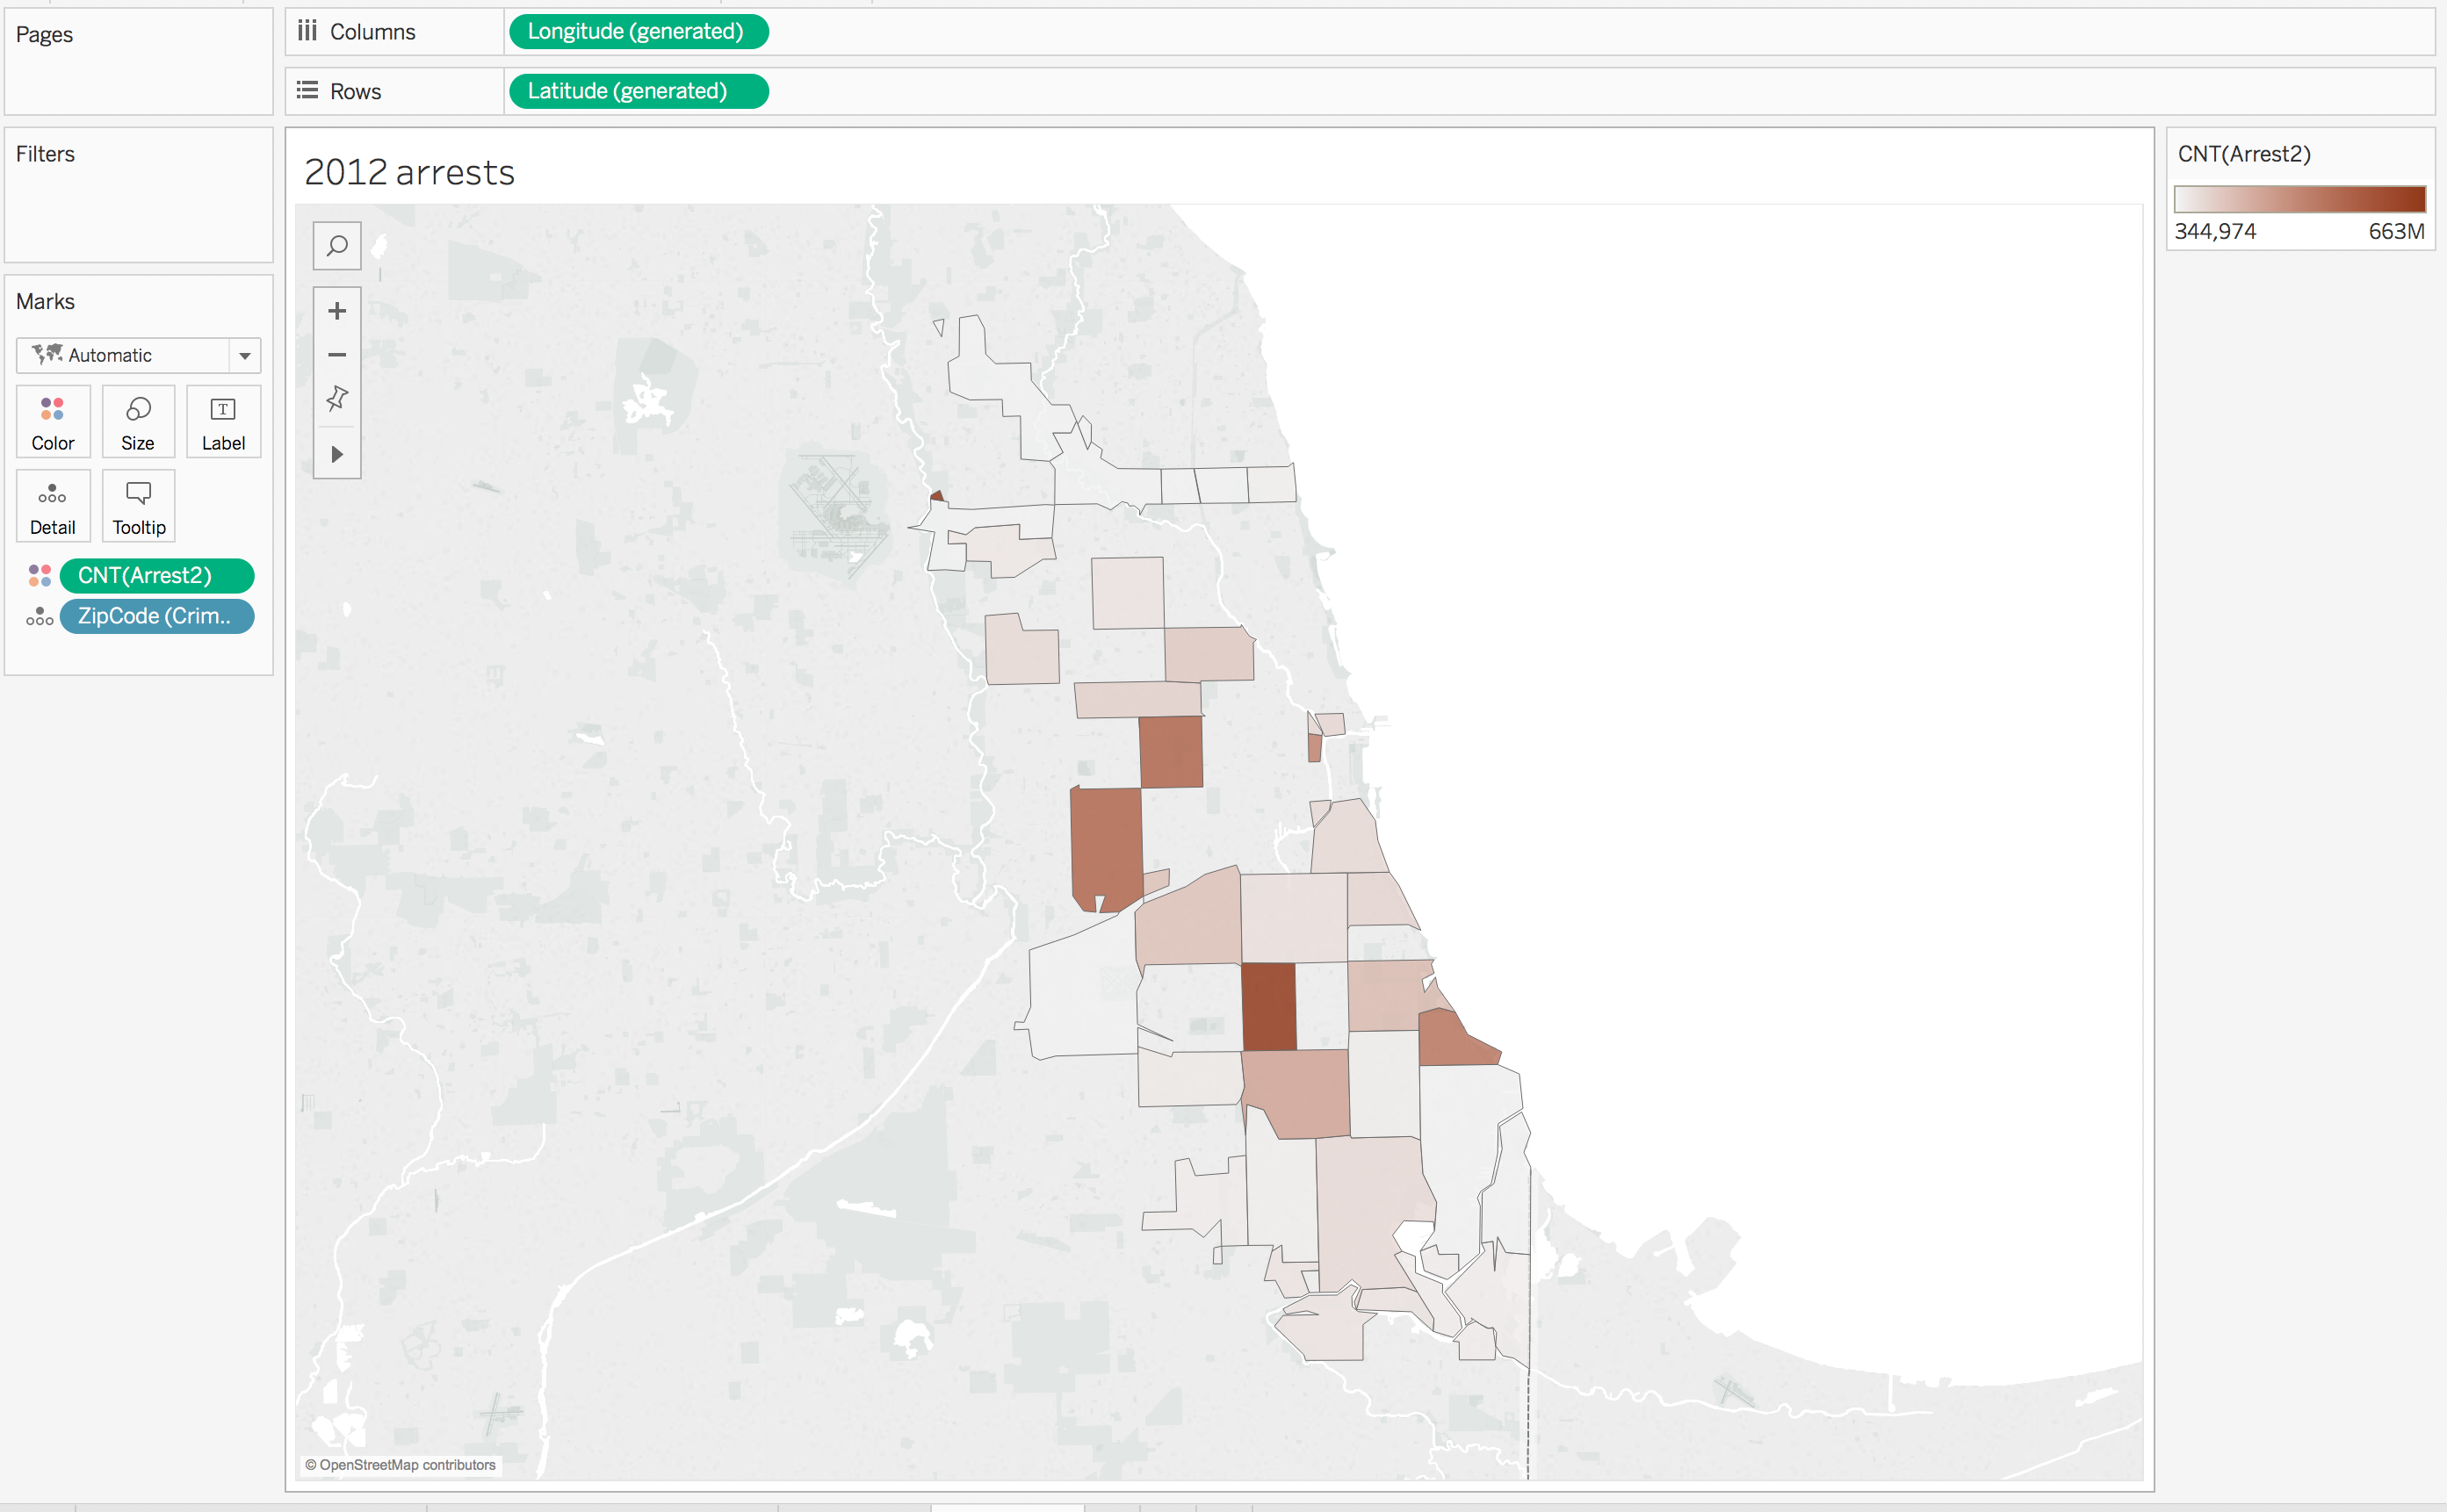 Pages
Columns
Longitude (generated)
Rows
Latitude (generated)
Filters
2012 arrests
CNT(Arrest2)
344,974
663M
Marks
Automatic
Color
Size
T
Label
Detail
Tooltip
CNT(Arrest2)
ZipCode (Crim..
© OpenStreetMap contributors